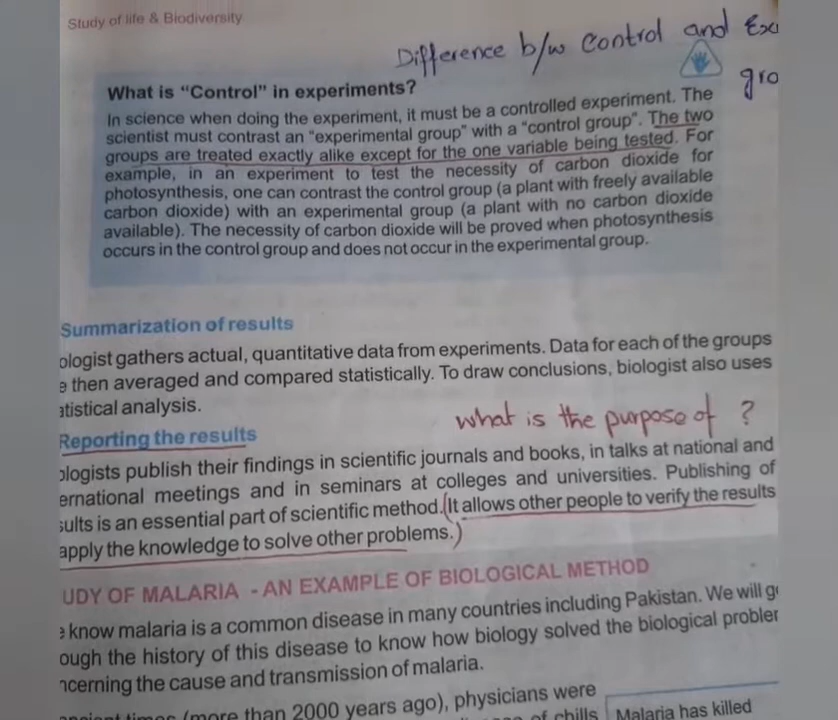 Study of life & Biodiversity
Difference b/w control and
What is "Control" in experiments?
In science when doing the experiment, it must be a controlled experiment. The
scientist must contrast an "experimental group" with a "control group". The two
groups are treated exactly alike except for the one variable being tested. For
example, in an experiment to test the necessity of carbon dioxide for
photosynthesis, one can contrast the control group (a plant with freely available
carbon dioxide) with an experimental group (a plant with no carbon dioxide
available). The necessity of carbon dioxide will be proved when photosynthesis
occurs in the control group and does not occur in the experimental group.
Summarization of results
ologist gathers actual, quantitative data from experiments. Data for each of the groups
e then averaged and compared statistically. To draw conclusions, biologist also uses
atistical analysis.
what is the purpose of ?
Reporting the results
ologists publish their findings in scientific journals and books, in talks at national and
ernational meetings and in seminars at colleges and universities. Publishing of
sults is an essential part of scientific method.(It allows other people to verify the results
apply the knowledge to solve other problems.)
UDY OF MALARIA - AN EXAMPLE OF BIOLOGICAL METHOD
e know malaria is a common disease in many countries including Pakistan. We will g
ough the history of this disease to know how biology solved the biological probler
ncerning the cause and transmission of malaria.
(more than 2000 years ago), physicians were
of chills
Malaria has killed